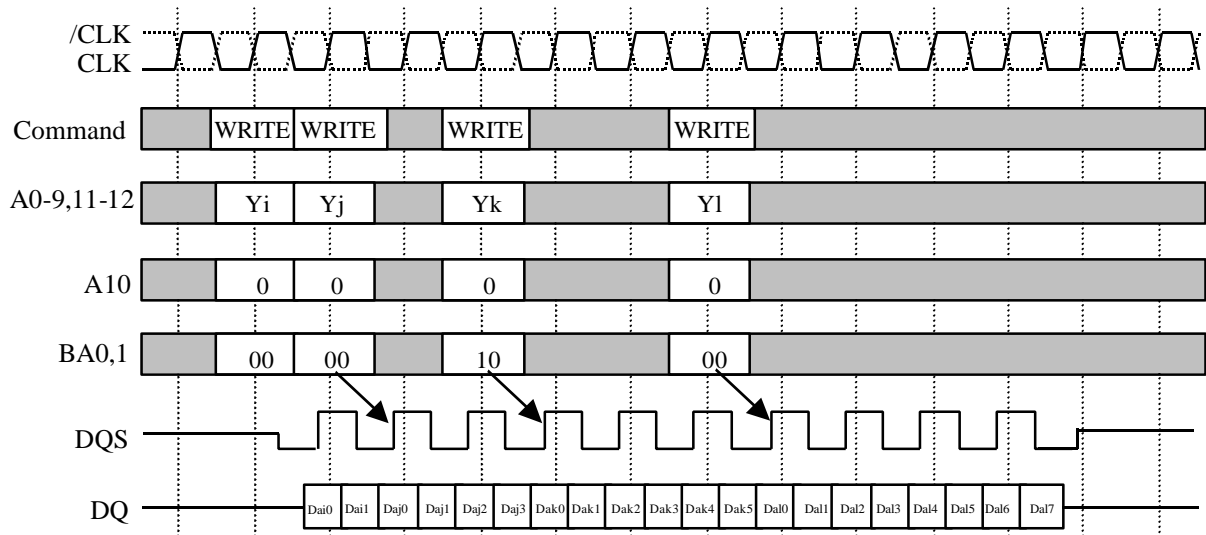 /CLK
CLK
Command WRITE WRITE WRITE WRITE
A0-9,11-12 Yi Yj Yk Yl
A10 0 0 0 0
BA0,1 00 00 10 00
DQS
DQ Dai0 Dai1 Daj0 Daj1 Daj2 Daj3 Dak0 Dak1 Dak2 Dak3 Dak4 Dak5 Dal0 Dal1 Dal2 Dal3 Dal4 Dal5 Dal6 Dal7